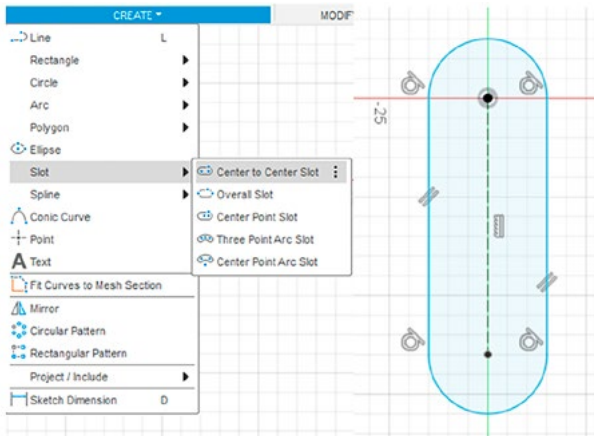 CREATE
MODIF
Line L
Rectangle
Circle
Arc
Polygon
Ellipse
Slot
Spline
Conic Curve
Point
A Text
Fit Curves to Mesh Section
Mirror
Circular Pattern
Rectangular Pattern
Project / Include
Sketch Dimension D
Center to Center Slot
Overall Slot
Center Point Slot
Three Point Arc Slot
Center Point Arc Slot
-25